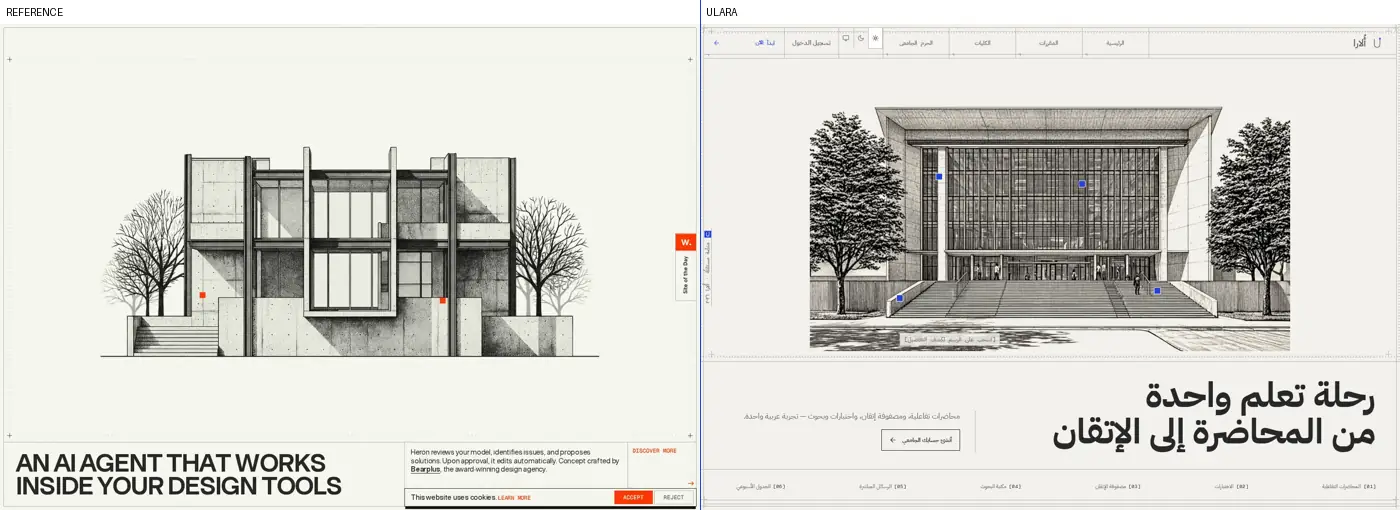 REFERENCE
AN AI AGENT THAT WORKS
INSIDE YOUR DESIGN TOOLS
Heron reviews your model, identifies issues, and proposes
solutions. Upon approval, it edits automatically. Concept crafted by
Bearplus, the award-winning design agency.
DISCOVER MORE
→
This website uses cookies. LEARN MORE
ACCEPT
REJECT
W.
Site of the Day
ULARA
ألارا
الرئيسية
المقررات
الكليات
الحرم الجامعي
تسجيل الدخول
ابدأ الآن
رحلة تعلم واحدة
من المحاضرة إلى الإتقان
محاضرات تفاعلية، ومصفوفة إتقان، واختبارات وبحوث — تجربة عربية واحدة.
أنشئ حسابك الجامعي
[01] المحاضرات التفاعلية
[02] الاختبارات
[03] مصفوفة الإتقان
[04] مكتبة البحوث
[05] الرسائل المباشرة
[06] الجدول الأسبوعي